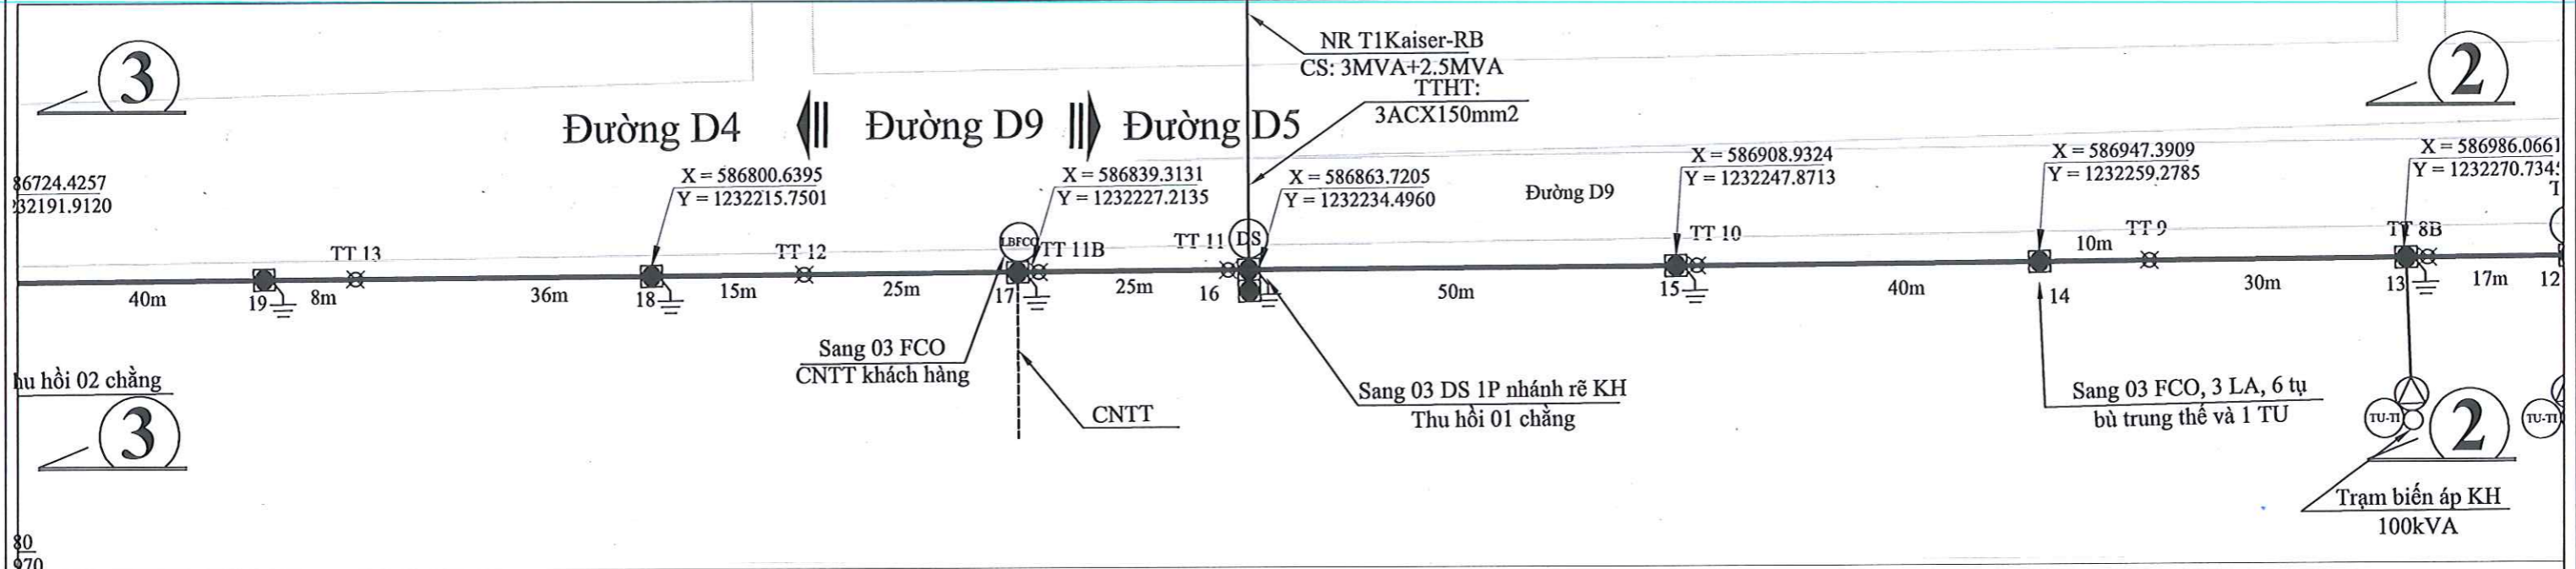 NR T1Kaiser-RB
CS: 3MVA+2.5MVA
TTHT:
3ACX150mm2
3
2
Đường D4
Đường D9
Đường D5
86724.4257
32191.9120
X = 586800.6395
Y = 1232215.7501
X = 586839.3131
Y = 1232227.2135
X = 586863.7205
Y = 1232234.4960
Đường D9
X = 586908.9324
Y = 1232247.8713
X = 586947.3909
Y = 1232259.2785
X = 586986.0661
Y = 1232270.734
TT 13
TT 12
LBFCO
TT 11B
TT 11
DS
TT 10
10m
TT 9
TT 8B
40m
19
8m
36m
18
15m
25m
17
25m
16
50m
15
40m
14
30m
13
17m
12
Sang 03 FCO
CNTT khách hàng
CNTT
Sang 03 DS 1P nhánh rẽ KH
Thu hồi 01 chằng
Sang 03 FCO, 3 LA, 6 tụ
bù trung thế và 1 TU
hu hồi 02 chằng
3
TU-TI
2
TU-TI
Trạm biến áp KH
100kVA
80
970